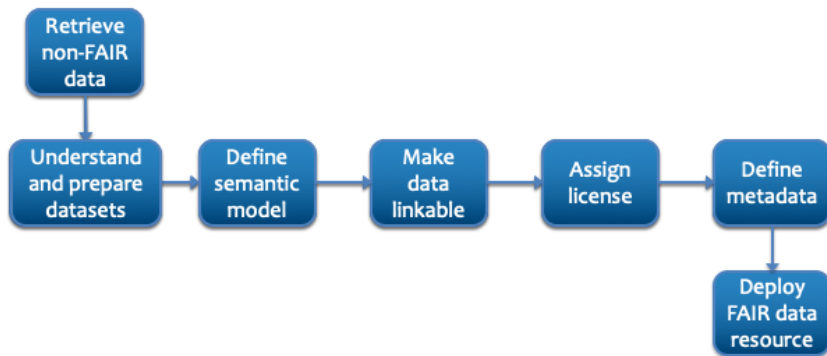 Retrieve
non-FAIR
data
Understand
and prepare
datasets
Define
semantic
model
Make
data
linkable
Assign
license
Define
metadata
Deploy
FAIR data
resource